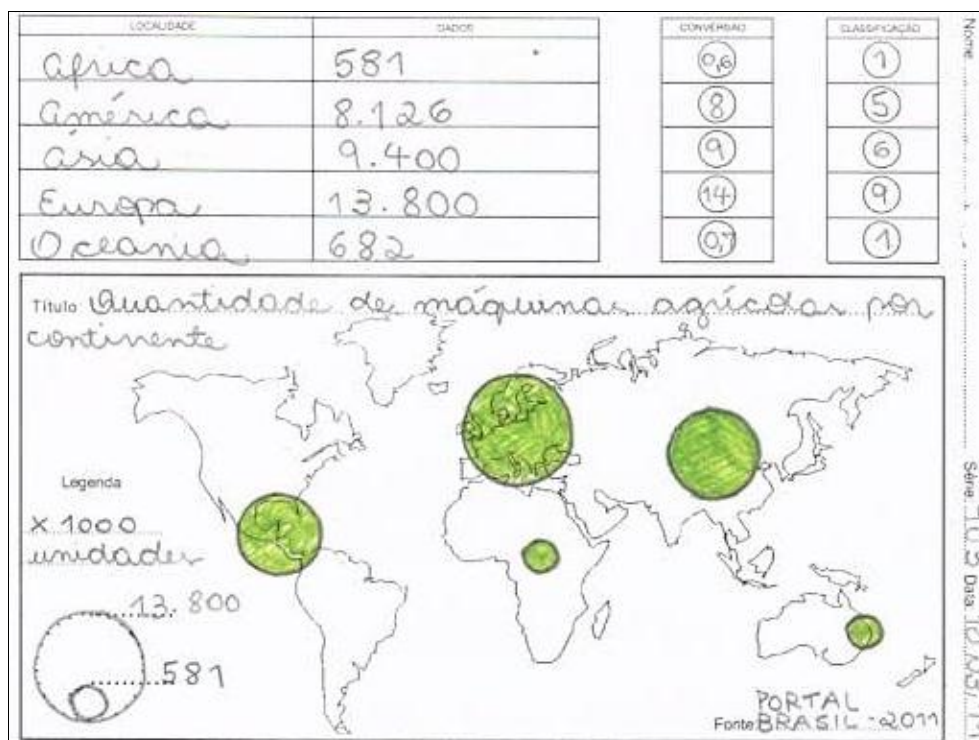 LOCALIDADE DADOS CONVERSÃO CLASSIFICAÇÃO
África 581 0,6 1
América 8.126 8 5
Ásia 9.400 9 6
Europa 13.800 14 9
Oceania 682 0,7 1
Título: Quantidade de máquinas agrícolas por
continente
Legenda
X 1000
unidades
13.800
581
PORTAL
Fonte: BRASIL - 2011
Nome
Série Data